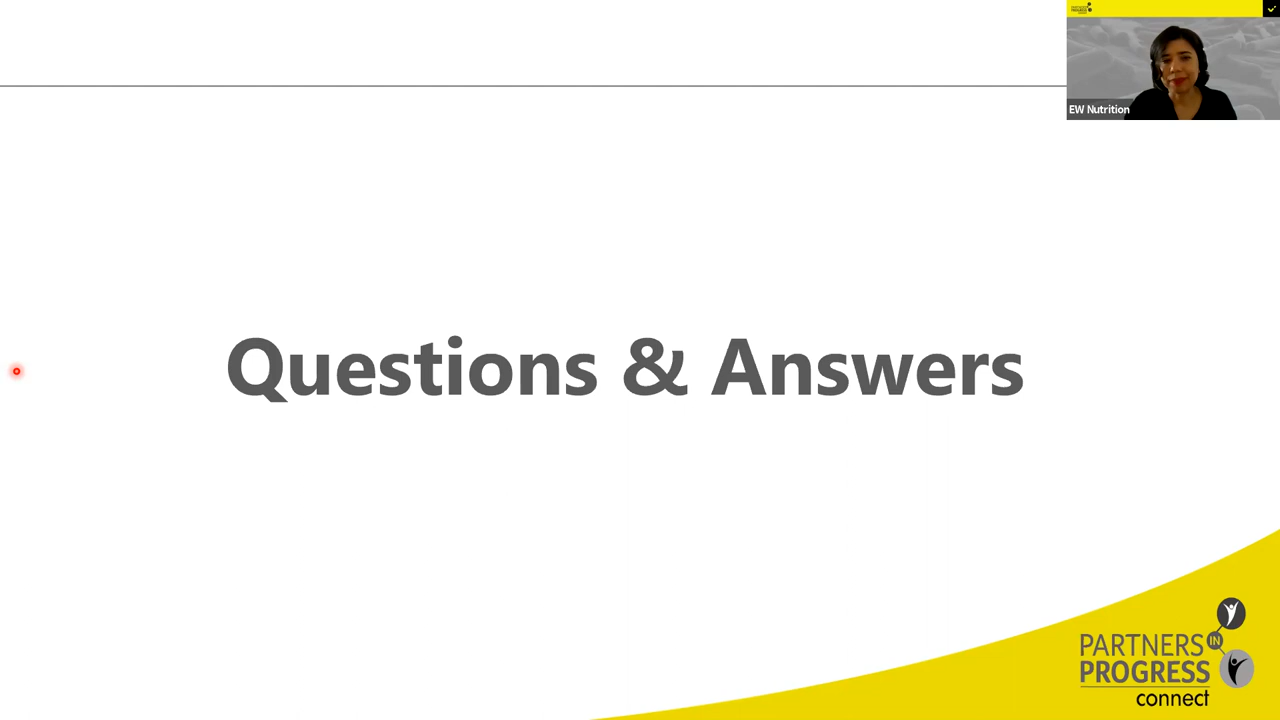 EW Nutrition
Questions & Answers
PARTNERS IN
PROGRESS
connect